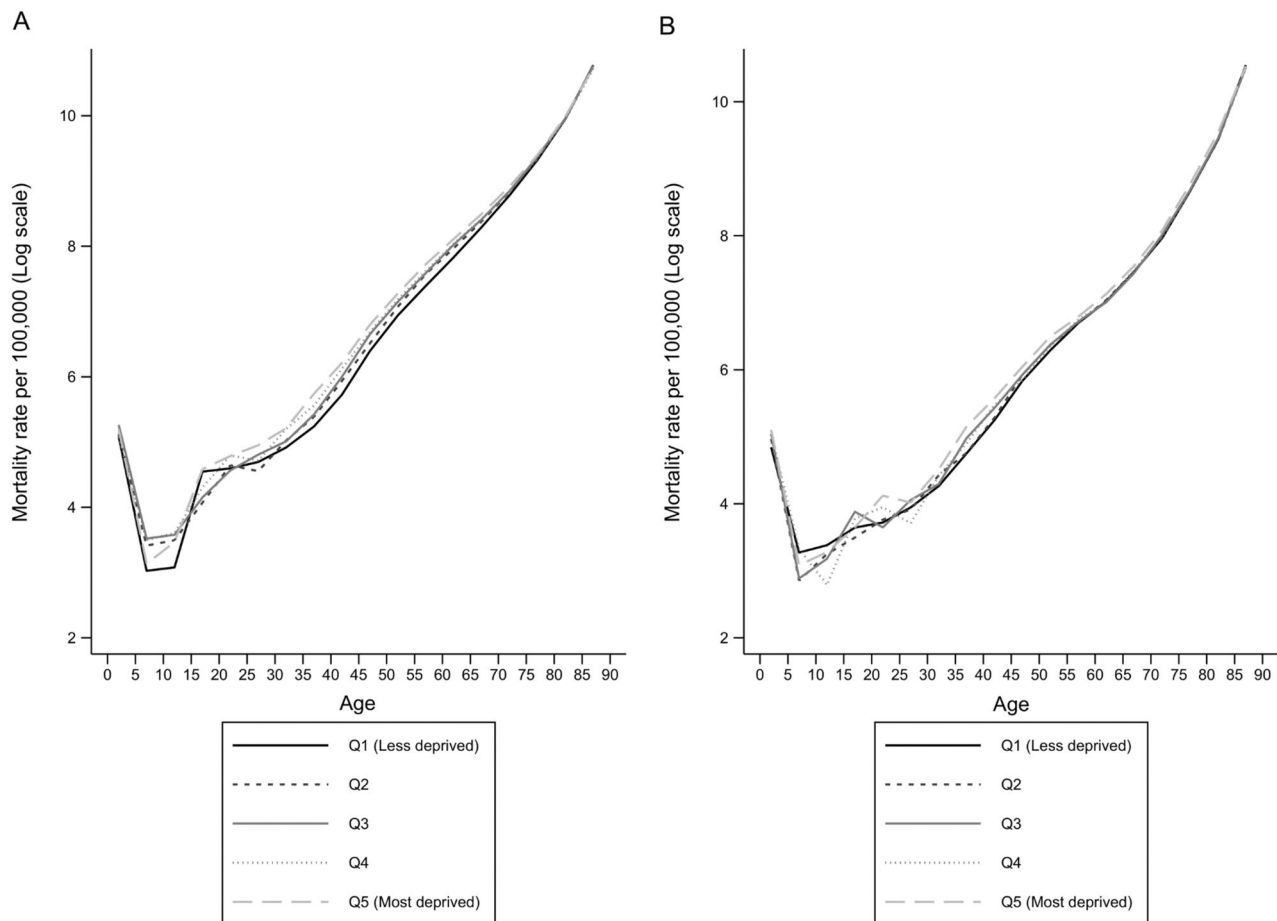 A
Mortality rate per 100,000 (Log scale)
10
8
6
4
2
0 5 10 15 20 25 30 35 40 45 50 55 60 65 70 75 80 85 90
Age
Q1 (Less deprived)
Q2
Q3
Q4
Q5 (Most deprived)
B
Mortality rate per 100,000 (Log scale)
10
8
6
4
2
0 5 10 15 20 25 30 35 40 45 50 55 60 65 70 75 80 85 90
Age
Q1 (Less deprived)
Q2
Q3
Q4
Q5 (Most deprived)